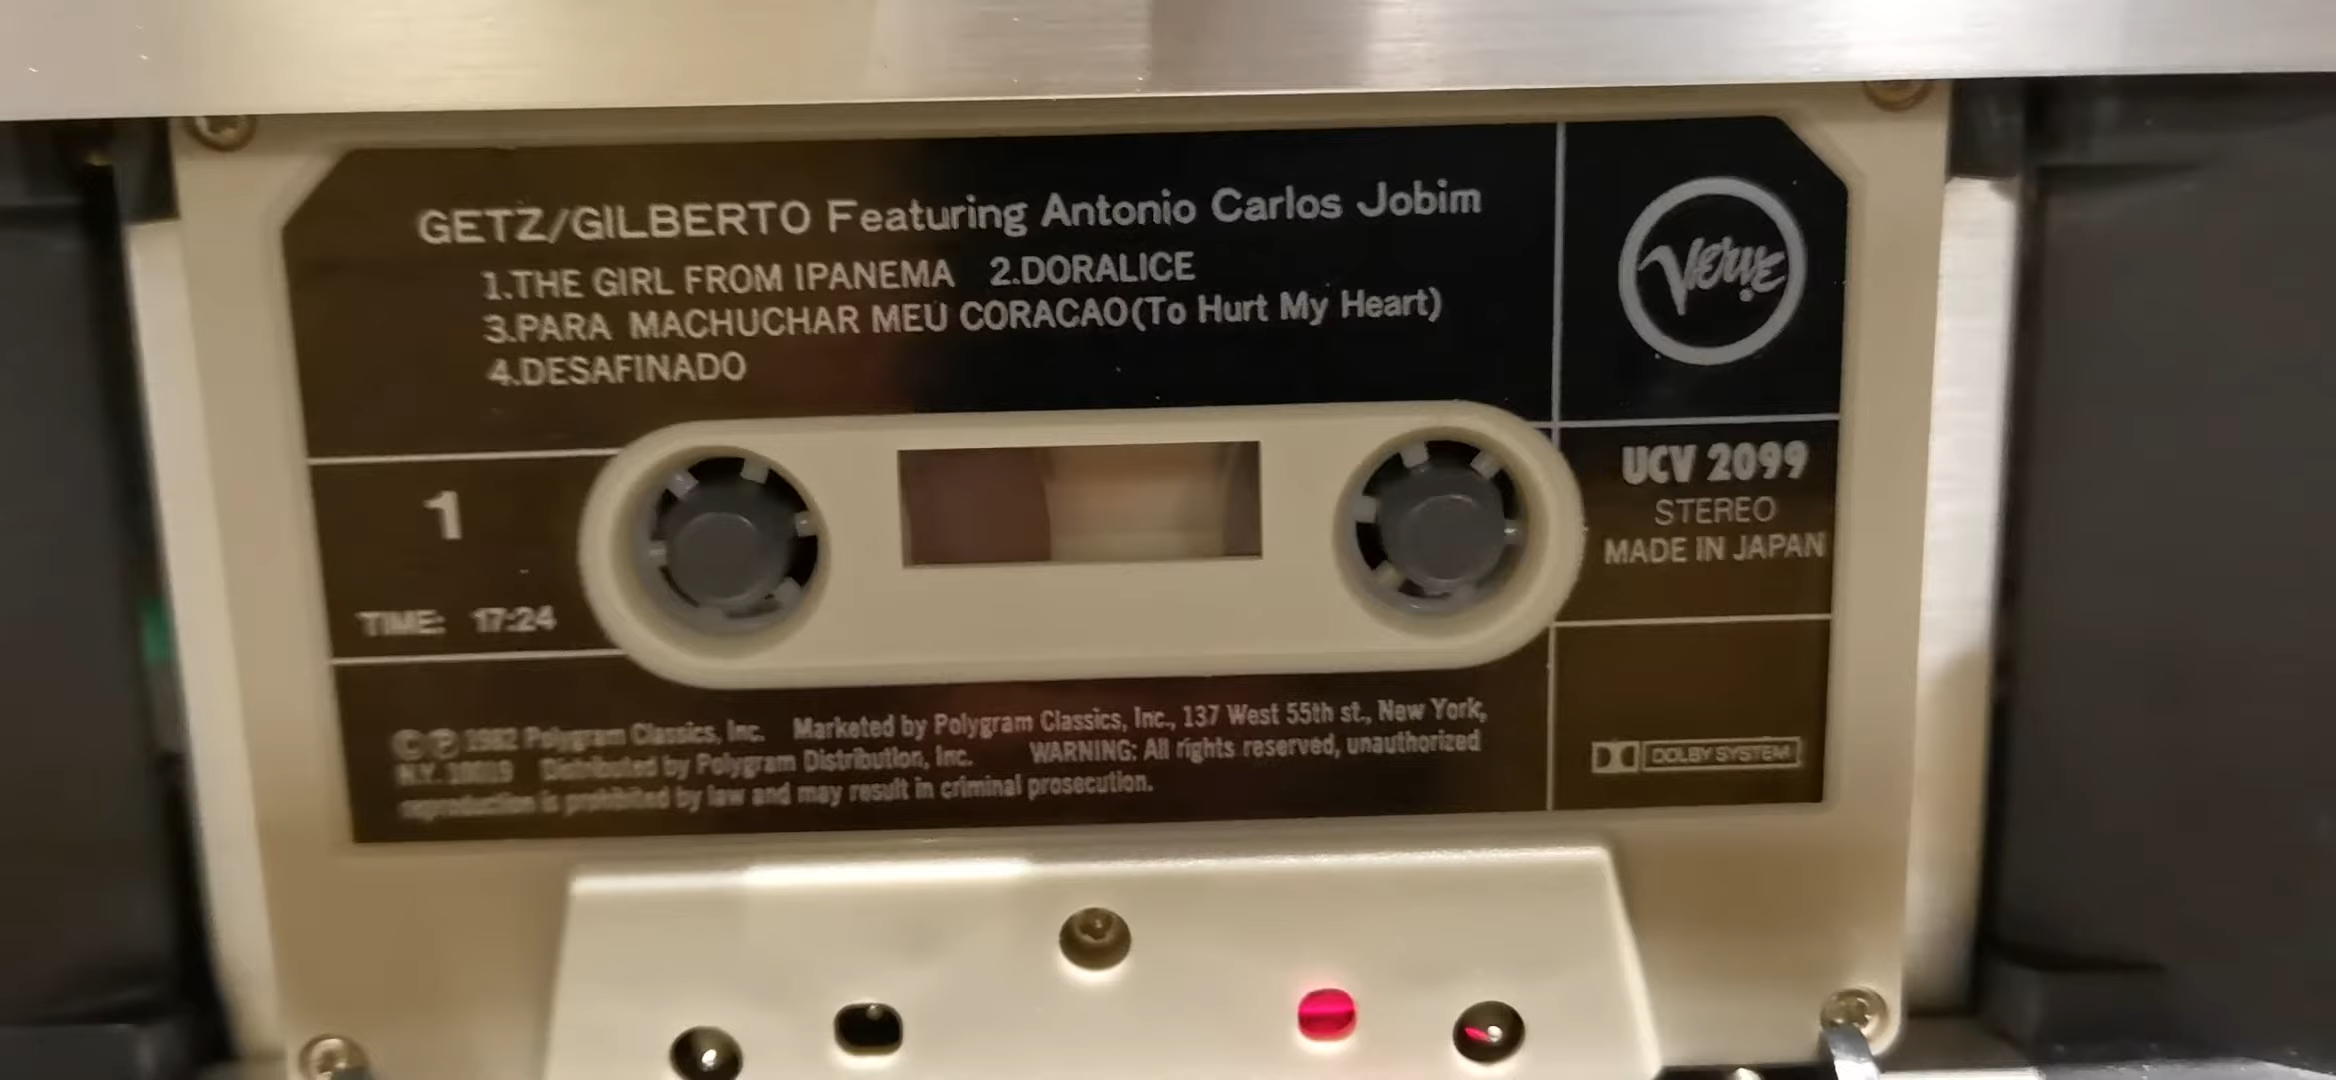 GETZ/GILBERTO Featuring Antonio Carlos Jobim
1.THE GIRL FROM IPANEMA 2.DORALICE
3.PARA MACHUCHAR MEU CORACAO(To Hurt My Heart)
4.DESAFINADO
Verve
1
TIME: 17:24
UCV 2099
STEREO
MADE IN JAPAN
©℗ 1982 Polygram Classics, Inc. Marketed by Polygram Classics, Inc., 137 West 55th st., New York,
N.Y. 10019 Distributed by Polygram Distribution, Inc. WARNING: All rights reserved, unauthorized
reproduction is prohibited by law and may result in criminal prosecution.
DOLBY SYSTEM